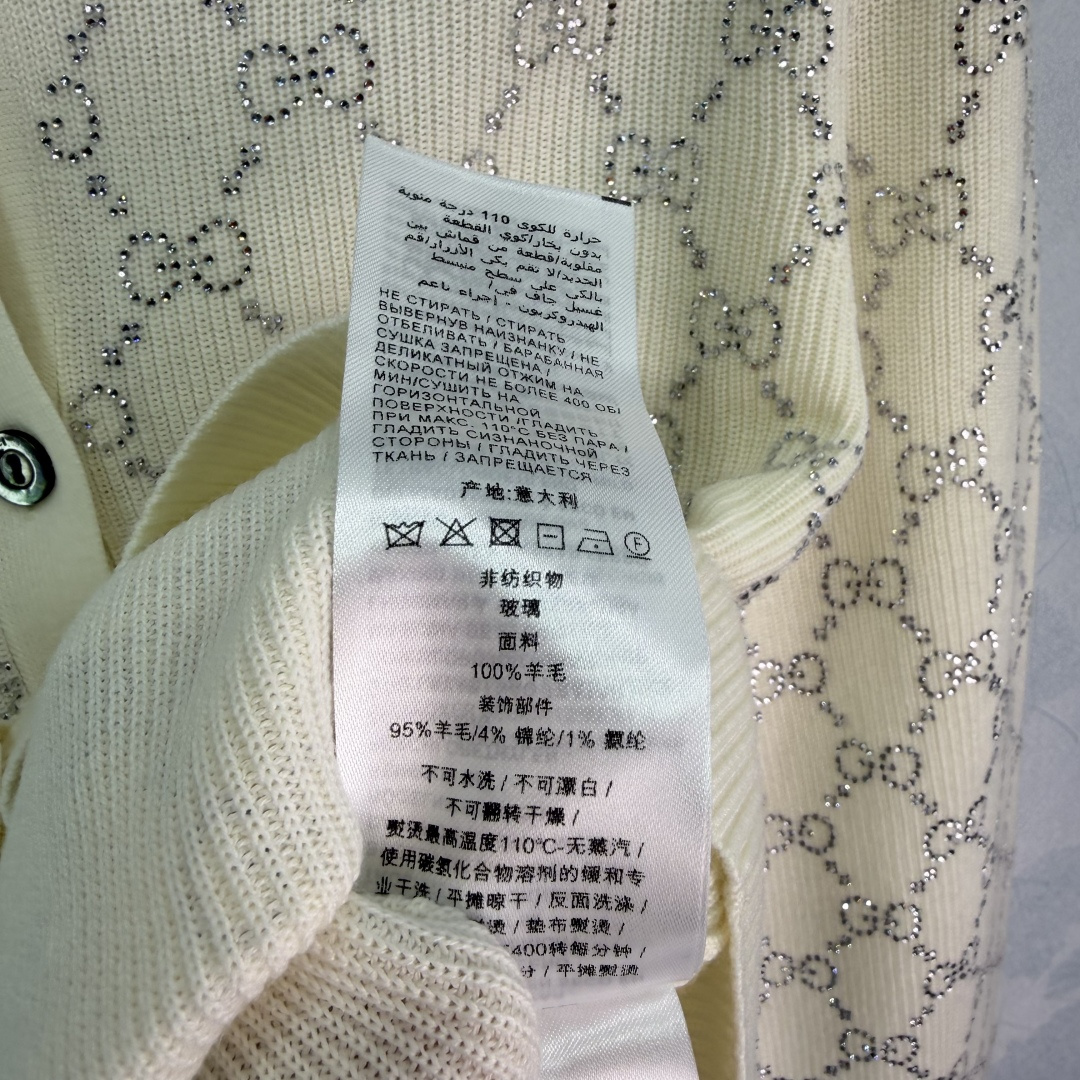 حرارة للكوى 110 درجة منوية
بدون بخار/كوي القطعة
مقلوبة/قطعة من قماش بين
الحديد/لا تقم بكى الأزرار/قم
بالكي على سطح منبسط
غسيل جاف في/
الهيدروكربون - إجراء ناعم
НЕ СТИРАТЬ / СТИРАТЬ
ВЫВЕРНУВ НАИЗНАНКУ / НЕ
ОТБЕЛИВАТЬ / БАРАБАННАЯ
СУШКА ЗАПРЕЩЕНА /
ДЕЛИКАТНЫЙ ОТЖИМ НА
СКОРОСТИ НЕ БОЛЕЕ 400 ОБ/
МИН/СУШИТЬ НА
ГОРИЗОНТАЛЬНОЙ
ПОВЕРХНОСТИ /ГЛАДИТЬ
ПРИ МАКС. 110°C БЕЗ ПАРА /
ГЛАДИТЬ СИЗНАНОЧНоЙ
СТОРОНЫ / ГЛАДИТЬ ЧЕРЕЗ
ТКАНЬ / ЗАПРЕЩАЕТСЯ
产地:意大利
F
非纺织物
玻璃
面料
100%羊毛
装饰部件
95%羊毛/4% 锦纶/1% 纶
不可水洗 / 不可漂白 /
不可翻转干燥 /
熨烫最高温度110℃-无蒸汽 /
使用碳氢化合物溶剂的缓和专
业干洗 / 平摊晾干 / 反面洗涤 /
烫 / 垫布熨烫 /
400转每分钟 /
分 / 平摊熨烫